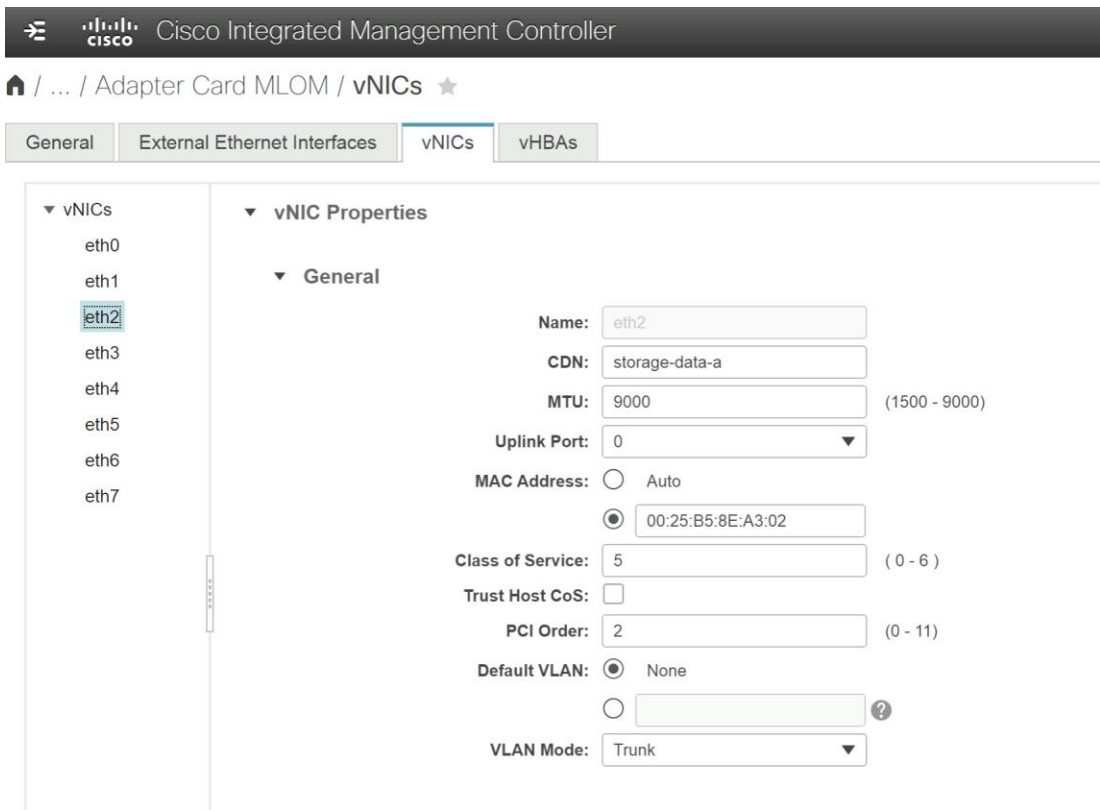 CISCO Cisco Integrated Management Controller
/ ... / Adapter Card MLOM / vNICs
General External Ethernet Interfaces vNICs vHBAs
vNICs
eth0
eth1
eth2
eth3
eth4
eth5
eth6
eth7
vNIC Properties
General
Name: eth2
CDN: storage-data-a
MTU: 9000 (1500 - 9000)
Uplink Port: 0
MAC Address: Auto
00:25:B5:8E:A3:02
Class of Service: 5 ( 0 - 6 )
Trust Host CoS:
PCI Order: 2 (0 - 11)
Default VLAN: None
?
VLAN Mode: Trunk